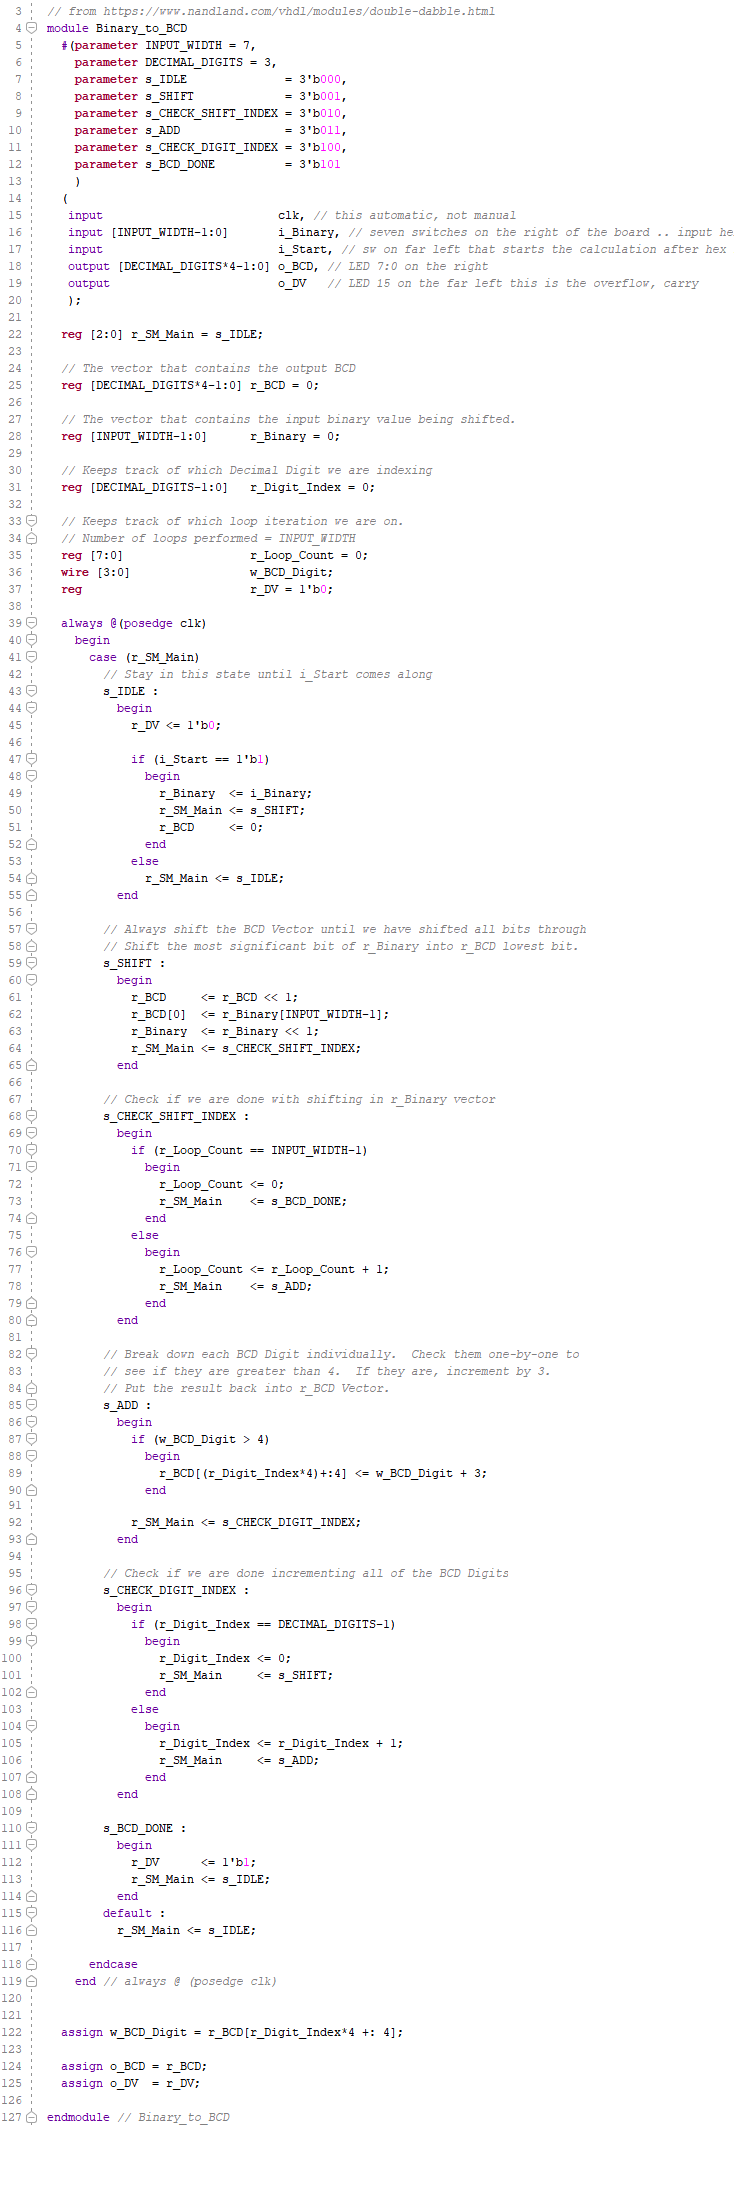 3 // from https://www.nandland.com/vhdl/modules/double-dabble.html
4 module Binary_to_BCD
5 #(parameter INPUT_WIDTH = 7,
6 parameter DECIMAL_DIGITS = 3,
7 parameter s_IDLE = 3'b000,
8 parameter s_SHIFT = 3'b001,
9 parameter s_CHECK_SHIFT_INDEX = 3'b010,
10 parameter s_ADD = 3'b011,
11 parameter s_CHECK_DIGIT_INDEX = 3'b100,
12 parameter s_BCD_DONE = 3'b101
13 )
14 (
15 input clk, // this automatic, not manual
16 input [INPUT_WIDTH-1:0] i_Binary, // seven switches on the right of the board .. input he
17 input i_Start, // sw on far left that starts the calculation after hex
18 output [DECIMAL_DIGITS*4-1:0] o_BCD, // LED 7:0 on the right
19 output o_DV // LED 15 on the far left this is the overflow, carry
20 );
21
22 reg [2:0] r_SM_Main = s_IDLE;
23
24 // The vector that contains the output BCD
25 reg [DECIMAL_DIGITS*4-1:0] r_BCD = 0;
26
27 // The vector that contains the input binary value being shifted.
28 reg [INPUT_WIDTH-1:0] r_Binary = 0;
29
30 // Keeps track of which Decimal Digit we are indexing
31 reg [DECIMAL_DIGITS-1:0] r_Digit_Index = 0;
32
33 // Keeps track of which loop iteration we are on.
34 // Number of loops performed = INPUT_WIDTH
35 reg [7:0] r_Loop_Count = 0;
36 wire [3:0] w_BCD_Digit;
37 reg r_DV = 1'b0;
38
39 always @(posedge clk)
40 begin
41 case (r_SM_Main)
42 // Stay in this state until i_Start comes along
43 s_IDLE :
44 begin
45 r_DV <= 1'b0;
46
47 if (i_Start == 1'b1)
48 begin
49 r_Binary <= i_Binary;
50 r_SM_Main <= s_SHIFT;
51 r_BCD <= 0;
52 end
53 else
54 r_SM_Main <= s_IDLE;
55 end
56
57 // Always shift the BCD Vector until we have shifted all bits through
58 // Shift the most significant bit of r_Binary into r_BCD lowest bit.
59 s_SHIFT :
60 begin
61 r_BCD <= r_BCD << 1;
62 r_BCD[0] <= r_Binary[INPUT_WIDTH-1];
63 r_Binary <= r_Binary << 1;
64 r_SM_Main <= s_CHECK_SHIFT_INDEX;
65 end
66
67 // Check if we are done with shifting in r_Binary vector
68 s_CHECK_SHIFT_INDEX :
69 begin
70 if (r_Loop_Count == INPUT_WIDTH-1)
71 begin
72 r_Loop_Count <= 0;
73 r_SM_Main <= s_BCD_DONE;
74 end
75 else
76 begin
77 r_Loop_Count <= r_Loop_Count + 1;
78 r_SM_Main <= s_ADD;
79 end
80 end
81
82 // Break down each BCD Digit individually. Check them one-by-one to
83 // see if they are greater than 4. If they are, increment by 3.
84 // Put the result back into r_BCD Vector.
85 s_ADD :
86 begin
87 if (w_BCD_Digit > 4)
88 begin
89 r_BCD[(r_Digit_Index*4)+:4] <= w_BCD_Digit + 3;
90 end
91
92 r_SM_Main <= s_CHECK_DIGIT_INDEX;
93 end
94
95 // Check if we are done incrementing all of the BCD Digits
96 s_CHECK_DIGIT_INDEX :
97 begin
98 if (r_Digit_Index == DECIMAL_DIGITS-1)
99 begin
100 r_Digit_Index <= 0;
101 r_SM_Main <= s_SHIFT;
102 end
103 else
104 begin
105 r_Digit_Index <= r_Digit_Index + 1;
106 r_SM_Main <= s_ADD;
107 end
108 end
109
110 s_BCD_DONE :
111 begin
112 r_DV <= 1'b1;
113 r_SM_Main <= s_IDLE;
114 end
115 default :
116 r_SM_Main <= s_IDLE;
117
118 endcase
119 end // always @ (posedge clk)
120
121
122 assign w_BCD_Digit = r_BCD[r_Digit_Index*4 +: 4];
123
124 assign o_BCD = r_BCD;
125 assign o_DV = r_DV;
126
127 endmodule // Binary_to_BCD